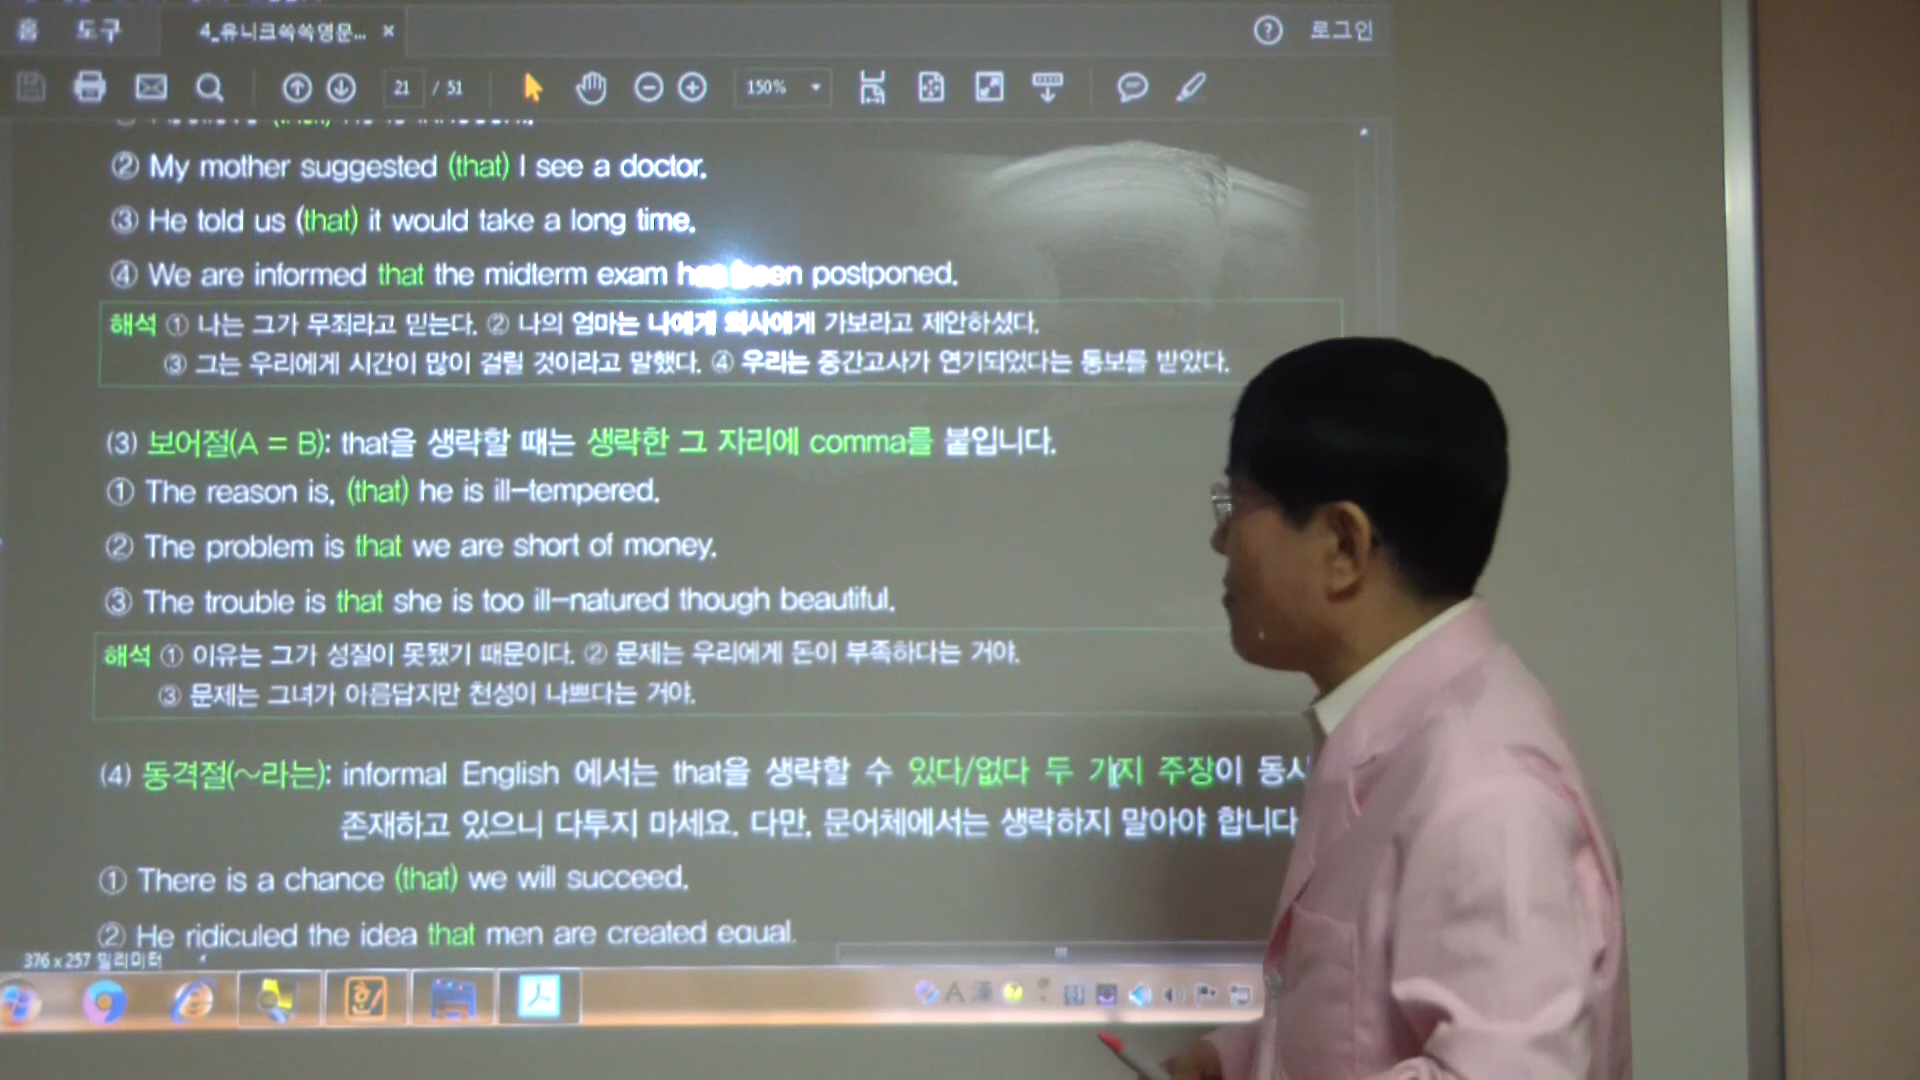 홈 도구 4_유니크쏙쏙영문... × ? 로그인
21 / 51 150%
② My mother suggested (that) I see a doctor.
③ He told us (that) it would take a long time.
④ We are informed that the midterm exam has been postponed.
해석 ① 나는 그가 무죄라고 믿는다. ② 나의 엄마는 나에게 의사에게 가보라고 제안하셨다.
③ 그는 우리에게 시간이 많이 걸릴 것이라고 말했다. ④ 우리는 중간고사가 연기되었다는 통보를 받았다.
(3) 보어절(A = B): that을 생략할 때는 생략한 그 자리에 comma를 붙입니다.
① The reason is, (that) he is ill-tempered.
② The problem is that we are short of money.
③ The trouble is that she is too ill-natured though beautiful.
해석 ① 이유는 그가 성질이 못됐기 때문이다. ② 문제는 우리에게 돈이 부족하다는 거야.
③ 문제는 그녀가 아름답지만 천성이 나쁘다는 거야.
(4) 동격절(~라는): informal English 에서는 that을 생략할 수 있다/없다 두 가지 주장이 동시
존재하고 있으니 다투지 마세요. 다만, 문어체에서는 생략하지 말아야 합니다
① There is a chance (that) we will succeed.
② He ridiculed the idea that men are created equal.
376 x 257 밀리미터
A 漢 ?